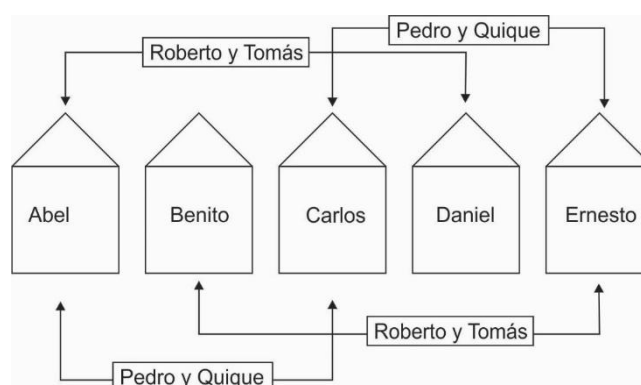 Pedro y Quique
Roberto y Tomás
Abel
Benito
Carlos
Daniel
Ernesto
Roberto y Tomás
Pedro y Quique